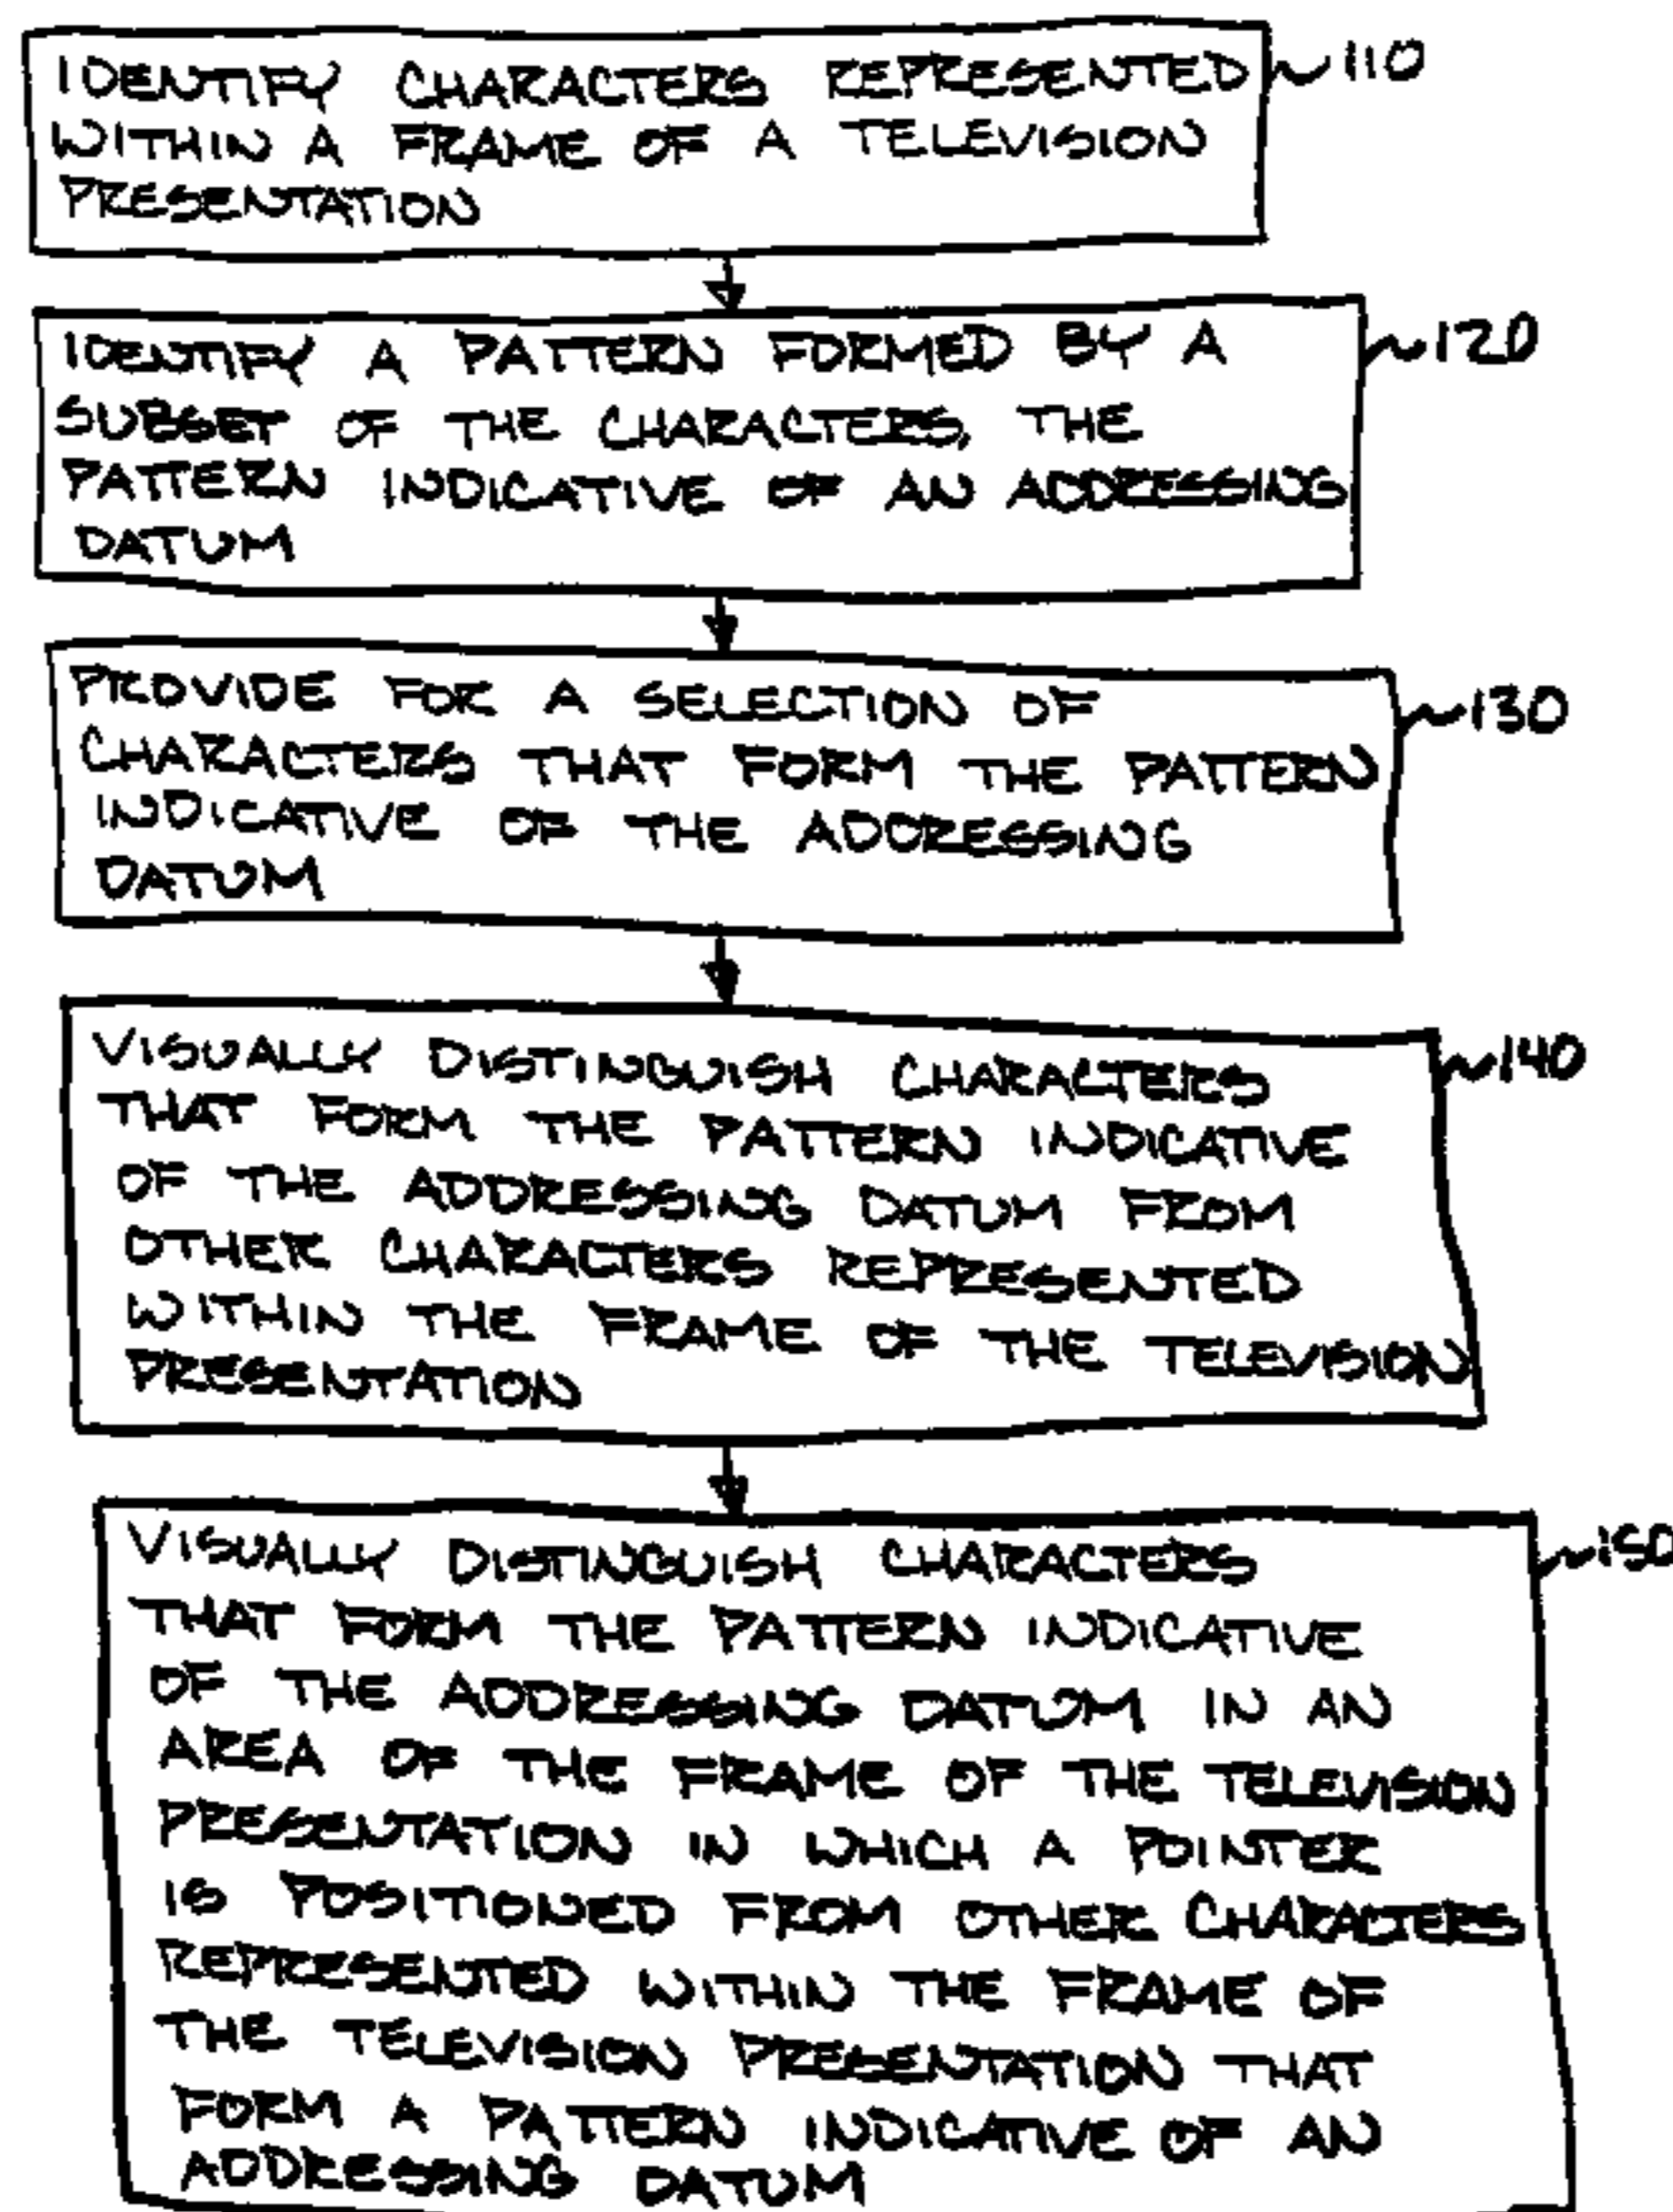 IDENTIFY CHARACTERS REPRESENTED
WITHIN A FRAME OF A TELEVISION
PRESENTATION
110
IDENTIFY A PATTERN FORMED BY A
SUBSET OF THE CHARACTERS, THE
PATTERN INDICATIVE OF AN ADDRESSING
DATUM
120
PROVIDE FOR A SELECTION OF
CHARACTERS THAT FORM THE PATTERN
INDICATIVE OF THE ADDRESSING
DATUM
130
VISUALLY DISTINGUISH CHARACTERS
THAT FORM THE PATTERN INDICATIVE
OF THE ADDRESSING DATUM FROM
OTHER CHARACTERS REPRESENTED
WITHIN THE FRAME OF THE TELEVISION
PRESENTATION
140
VISUALLY DISTINGUISH CHARACTERS
THAT FORM THE PATTERN INDICATIVE
OF THE ADDRESSING DATUM IN AN
AREA OF THE FRAME OF THE TELEVISION
PRESENTATION IN WHICH A POINTER
IS POSITIONED FROM OTHER CHARACTERS
REPRESENTED WITHIN THE FRAME OF
THE TELEVISION PRESENTATION THAT
FORM A PATTERN INDICATIVE OF AN
ADDRESSING DATUM
150